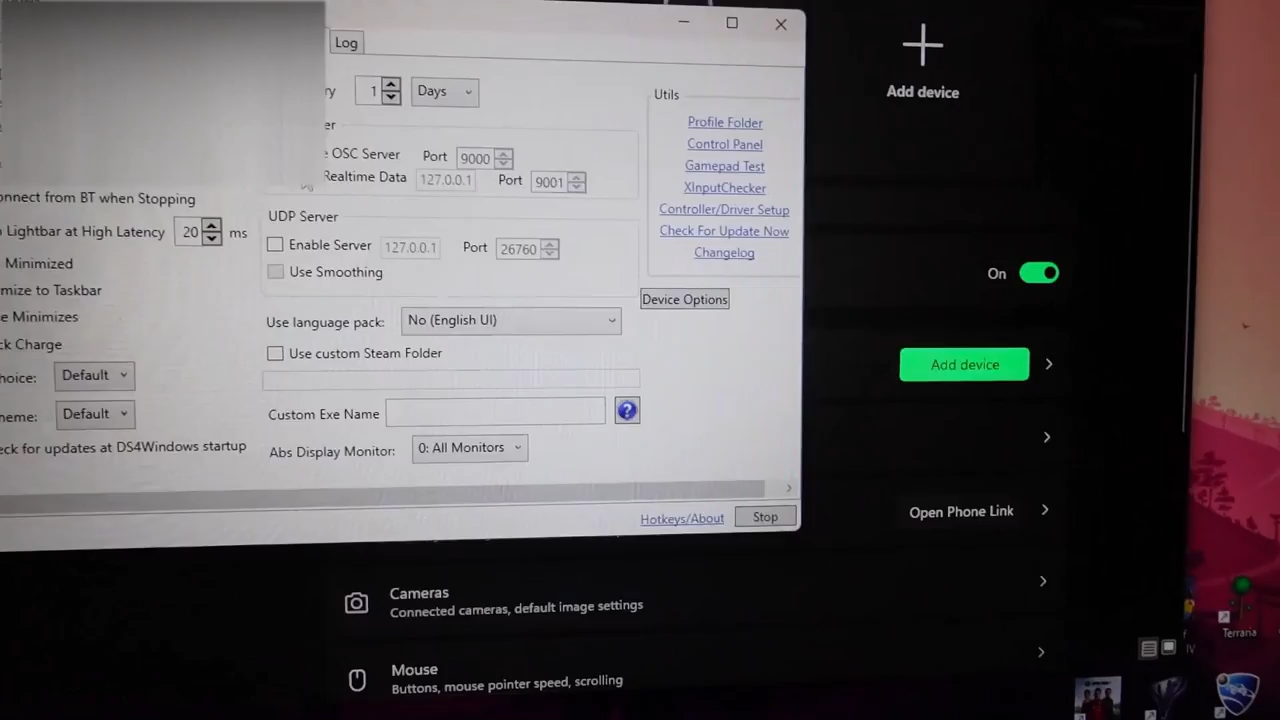 Log
ry 1 Days
er
OSC Server Port 9000
Realtime Data 127.0.0.1 Port 9001
onnect from BT when Stopping
Lightbar at High Latency 20 ms
Minimized
mize to Taskbar
e Minimizes
ck Charge
hoice: Default
heme: Default
eck for updates at DS4Windows startup
UDP Server
Enable Server 127.0.0.1 Port 26760
Use Smoothing
Use language pack: No (English UI)
Use custom Steam Folder
Custom Exe Name
Abs Display Monitor: 0: All Monitors
Utils
Profile Folder
Control Panel
Gamepad Test
XInputChecker
Controller/Driver Setup
Check For Update Now
Changelog
Device Options
Hotkeys/About Stop
Add device
On
Add device
Open Phone Link
Cameras
Connected cameras, default image settings
Mouse
Buttons, mouse pointer speed, scrolling
Terraria
IV